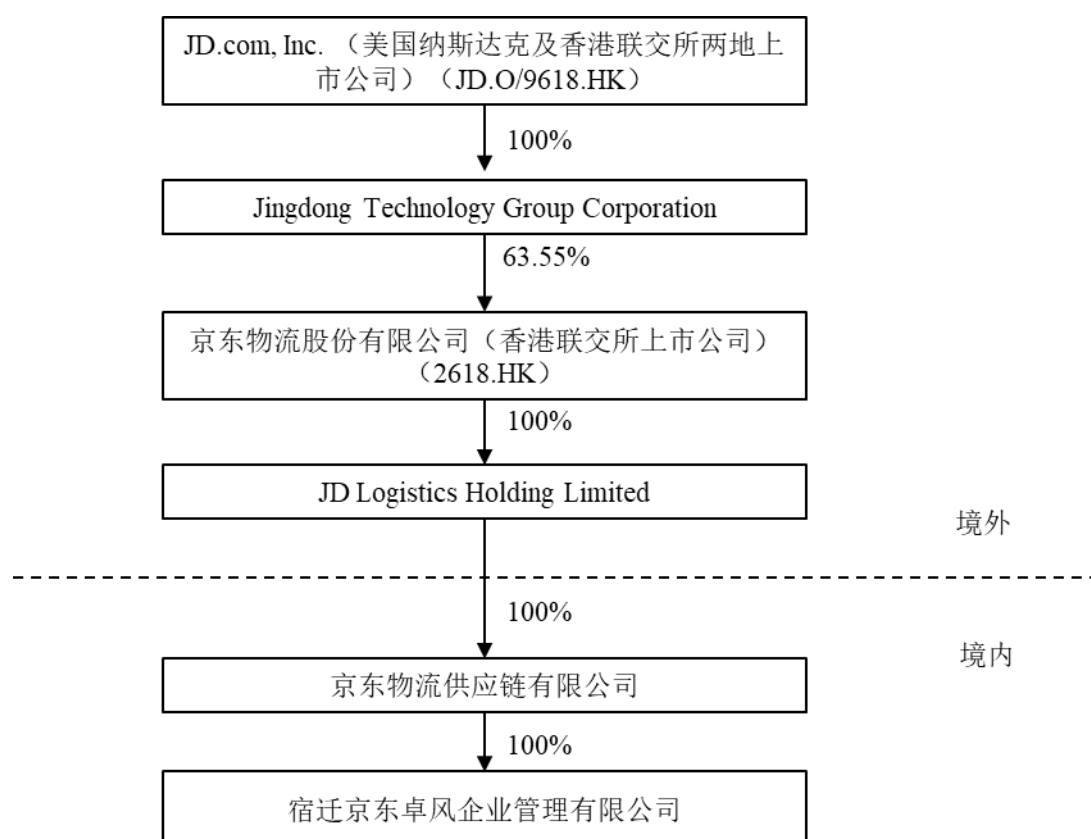 JD.com, Inc. （美国纳斯达克及香港联交所两地上
市公司）（JD.O/9618.HK）
100%
Jingdong Technology Group Corporation
63.55%
京东物流股份有限公司（香港联交所上市公司）
（2618.HK）
100%
JD Logistics Holding Limited
境外
100%
境内
京东物流供应链有限公司
100%
宿迁京东卓风企业管理有限公司